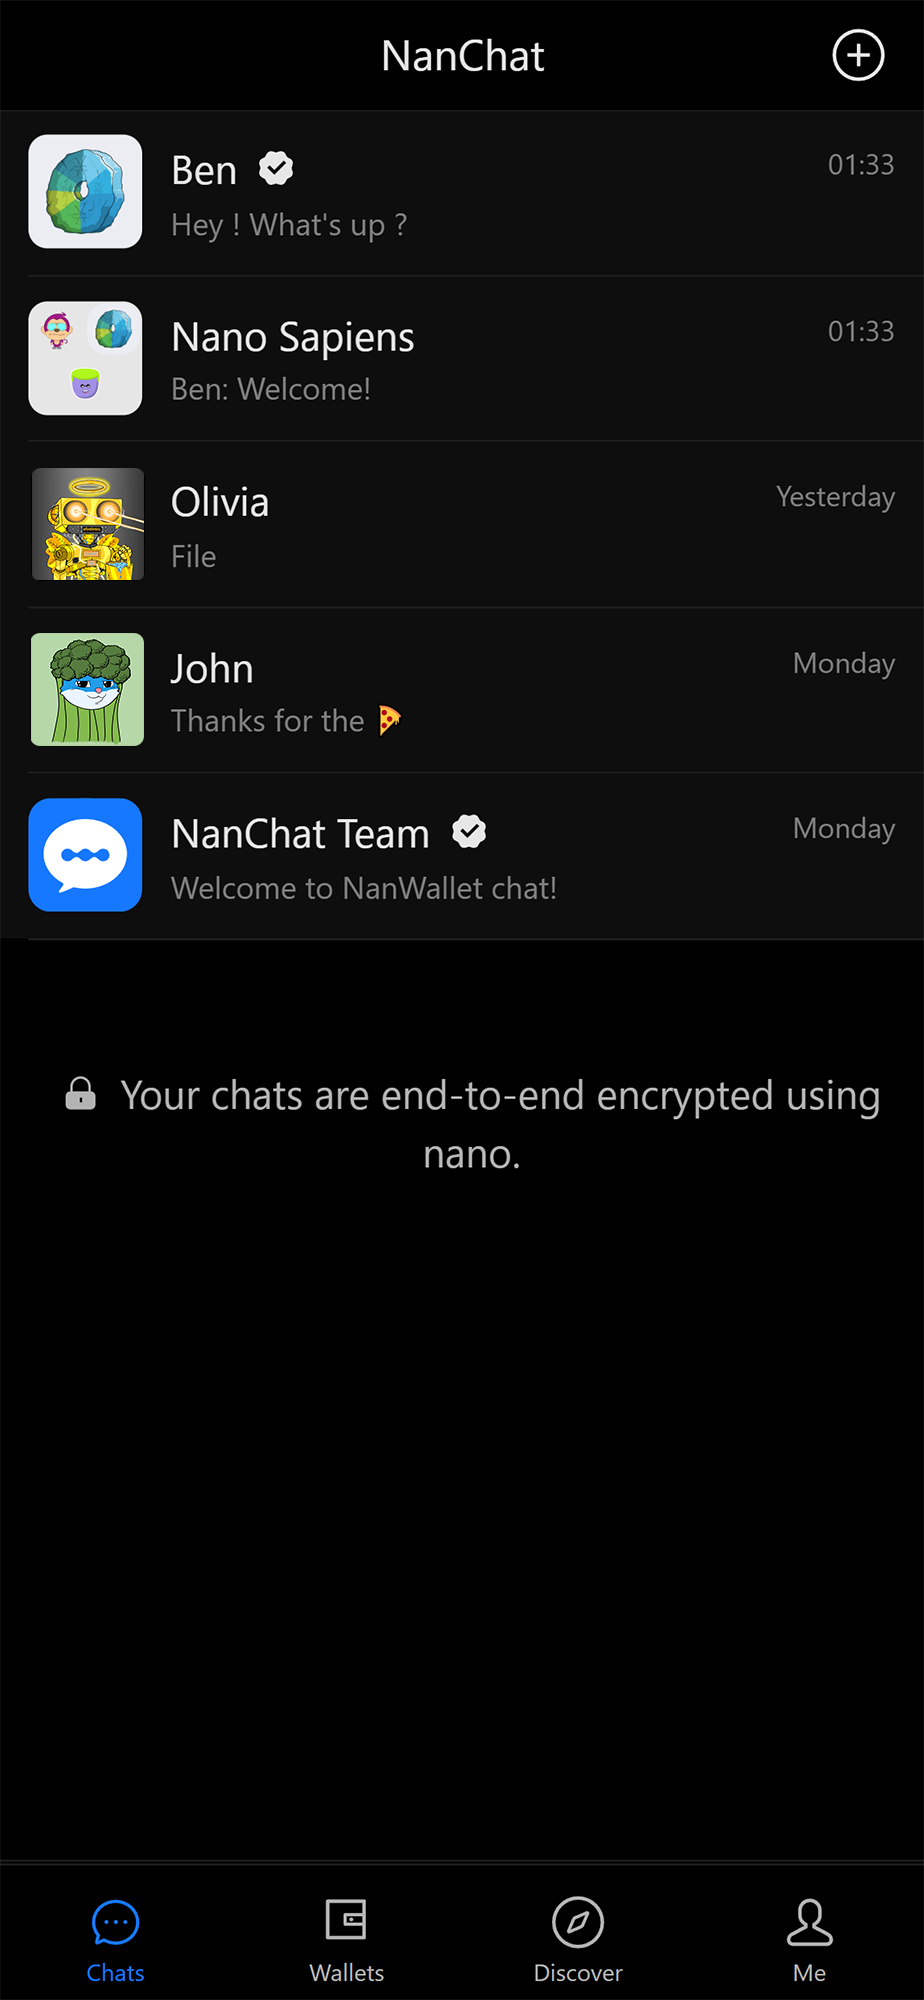 NanChat
Ben
01:33
Hey ! What's up ?
Nano Sapiens
01:33
Ben: Welcome!
Olivia
Yesterday
File
John
Monday
Thanks for the 🍕
NanChat Team
Monday
Welcome to NanWallet chat!
Your chats are end-to-end encrypted using
nano.
Chats
Wallets
Discover
Me